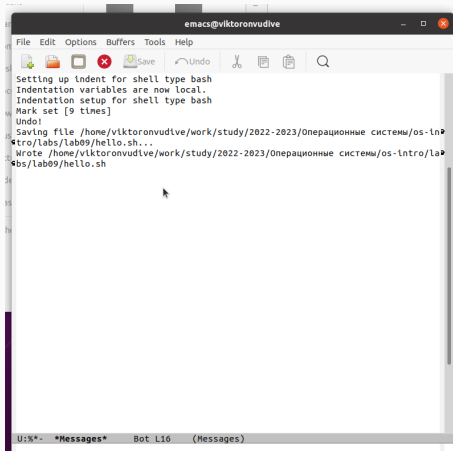 emacs@viktoronvudive
File Edit Options Buffers Tools Help
Save Undo
Setting up indent for shell type bash
Indentation variables are now local.
Indentation setup for shell type bash
Mark set [9 times]
Undo!
Saving file /home/viktoronvudive/work/study/2022-2023/Операционные системы/os-in
tro/labs/lab09/hello.sh...
Wrote /home/viktoronvudive/work/study/2022-2023/Операционные системы/os-intro/la
bs/lab09/hello.sh
U:%*- *Messages* Bot L16 (Messages)